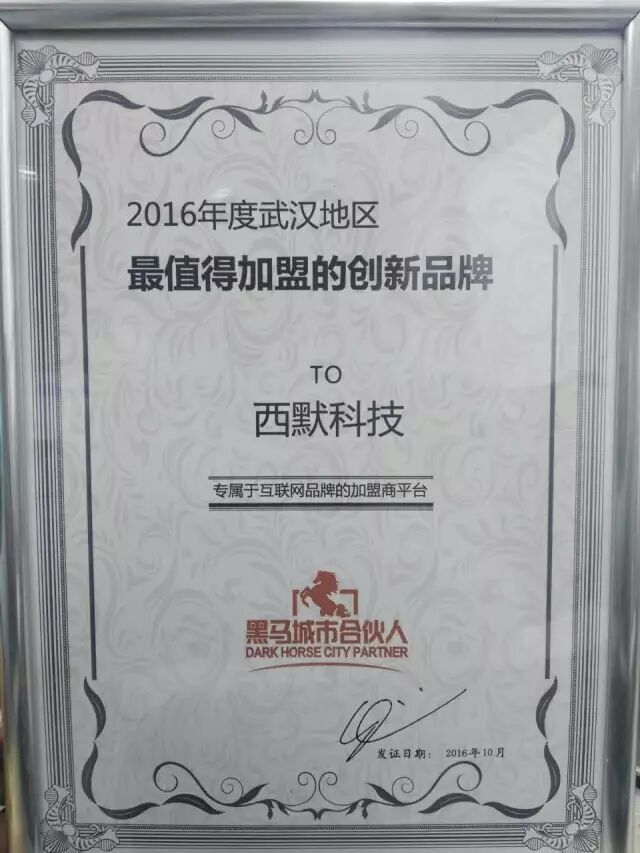 2016年度武汉地区
最值得加盟的创新品牌
TO
西默科技
专属于互联网品牌的加盟商平台
黑马城市合伙人
DARK HORSE CITY PARTNER
发证日期： 2016年10月